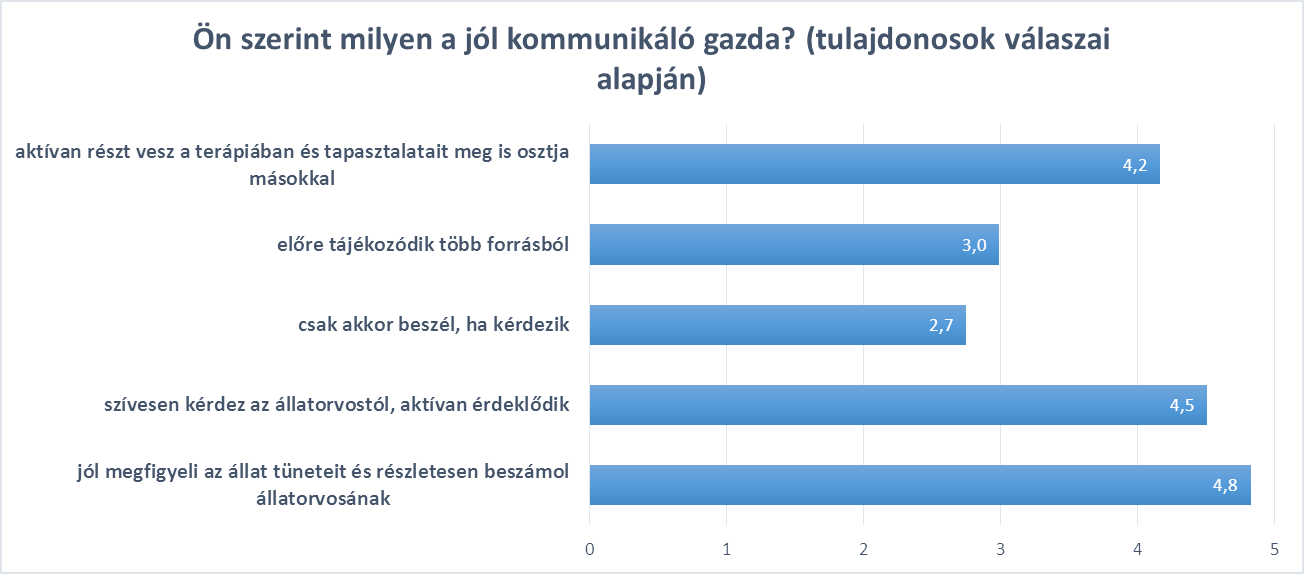 Ön szerint milyen a jól kommunikáló gazda? (tulajdonosok válaszai
alapján)
aktívan részt vesz a terápiában és tapasztalatait meg is osztja
másokkal
4,2
előre tájékozódik több forrásból
3,0
csak akkor beszél, ha kérdezik
2,7
szívesen kérdez az állatorvostól, aktívan érdeklődik
4,5
jól megfigyeli az állat tüneteit és részletesen beszámol
állatorvosának
4,8
0 1 2 3 4 5